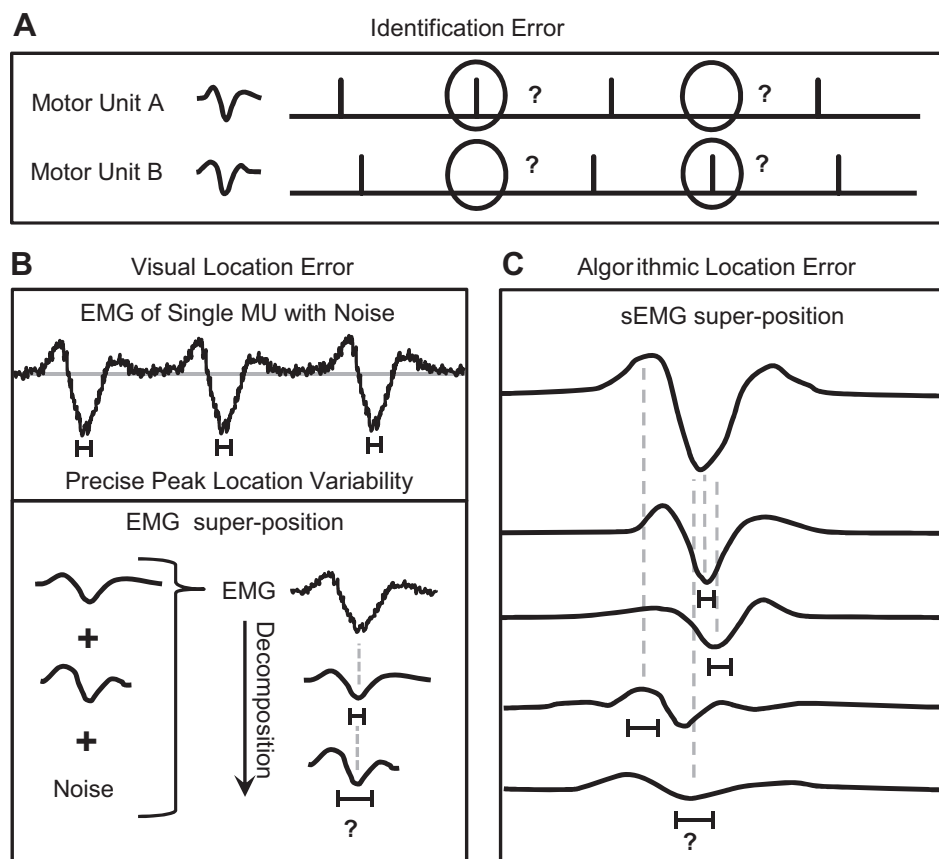 A
Identification Error
Motor Unit A
? ?
Motor Unit B
? ?
B
Visual Location Error
EMG of Single MU with Noise
Precise Peak Location Variability
EMG super-position
+
+
Noise
EMG
Decomposition
?
C
Algorithmic Location Error
sEMG super-position
?